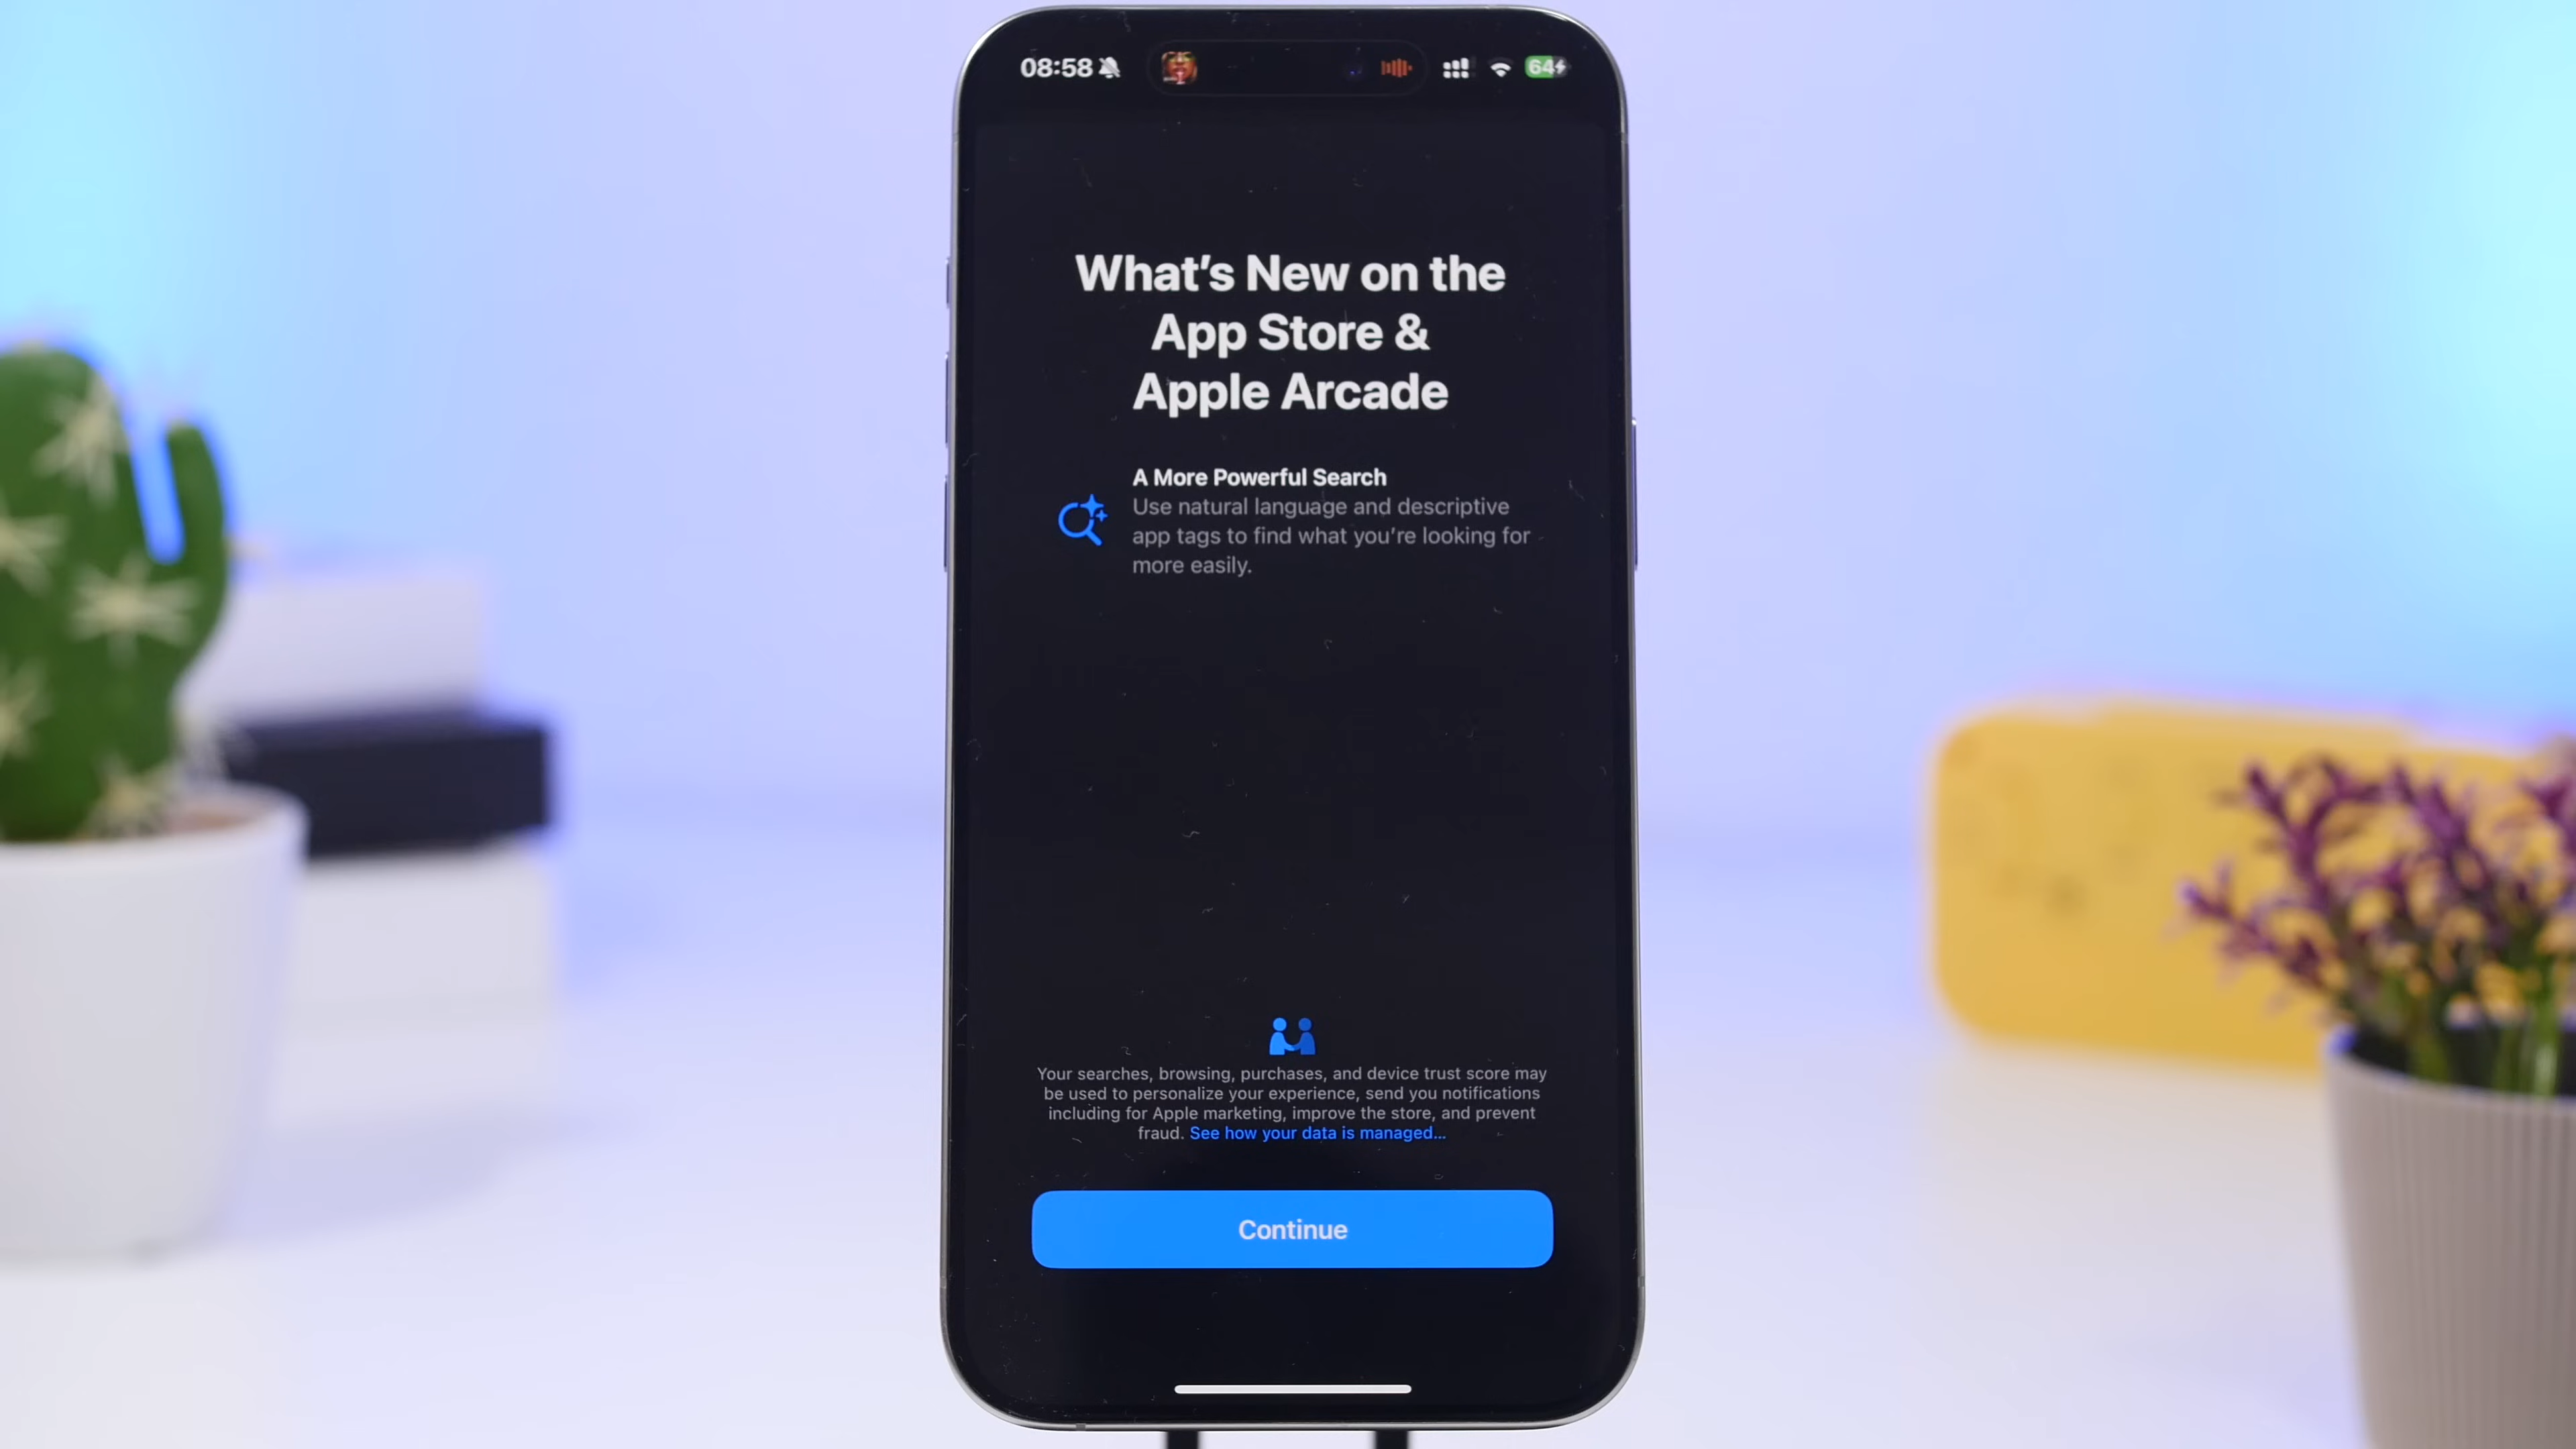 08:58
64
What's New on the
App Store &
Apple Arcade
A More Powerful Search
Use natural language and descriptive
app tags to find what you're looking for
more easily.
Your searches, browsing, purchases, and device trust score may
be used to personalize your experience, send you notifications
including for Apple marketing, improve the store, and prevent
fraud. See how your data is managed...
Continue